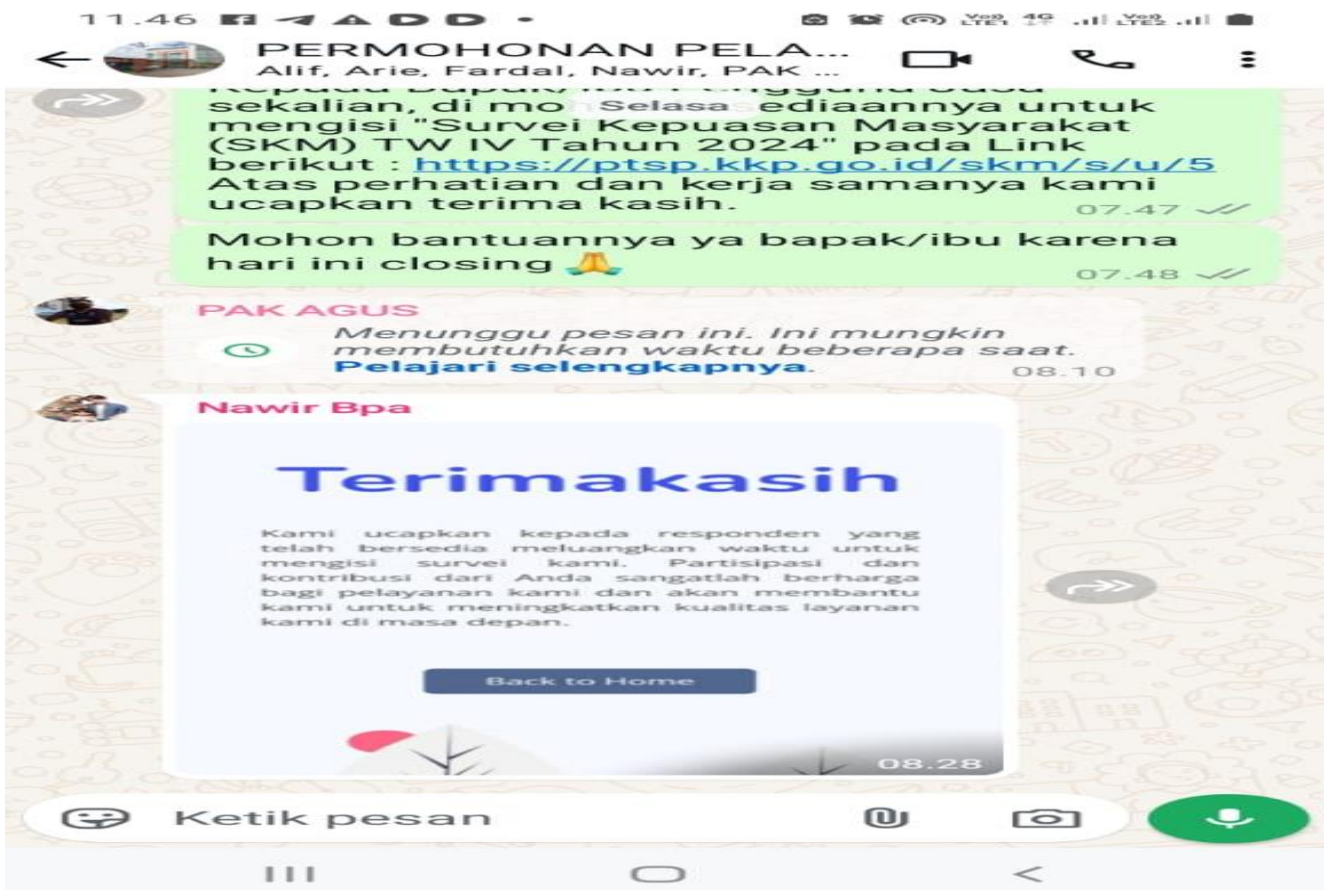 11.46
Vo)) 4G Vo))
LTE1 LTE2
PERMOHONAN PELA...
Alif, Arie, Fardal, Nawir, PAK ...
Selasa
sekalian, di mo ediaannya untuk
mengisi "Survei Kepuasan Masyarakat
(SKM) TW IV Tahun 2024" pada Link
berikut : https://ptsp.kkp.go.id/skm/s/u/5
Atas perhatian dan kerja samanya kami
ucapkan terima kasih.
07.47
Mohon bantuannya ya bapak/ibu karena
hari ini closing 🙏
07.48
PAK AGUS
Menunggu pesan ini. Ini mungkin
membutuhkan waktu beberapa saat.
Pelajari selengkapnya.
08.10
Nawir Bpa
Terimakasih
Kami ucapkan kepada responden yang
telah bersedia meluangkan waktu untuk
mengisi survei kami. Partisipasi dan
kontribusi dari Anda sangatlah berharga
bagi pelayanan kami dan akan membantu
kami untuk meningkatkan kualitas layanan
kami di masa depan.
Back to Home
08.28
Ketik pesan